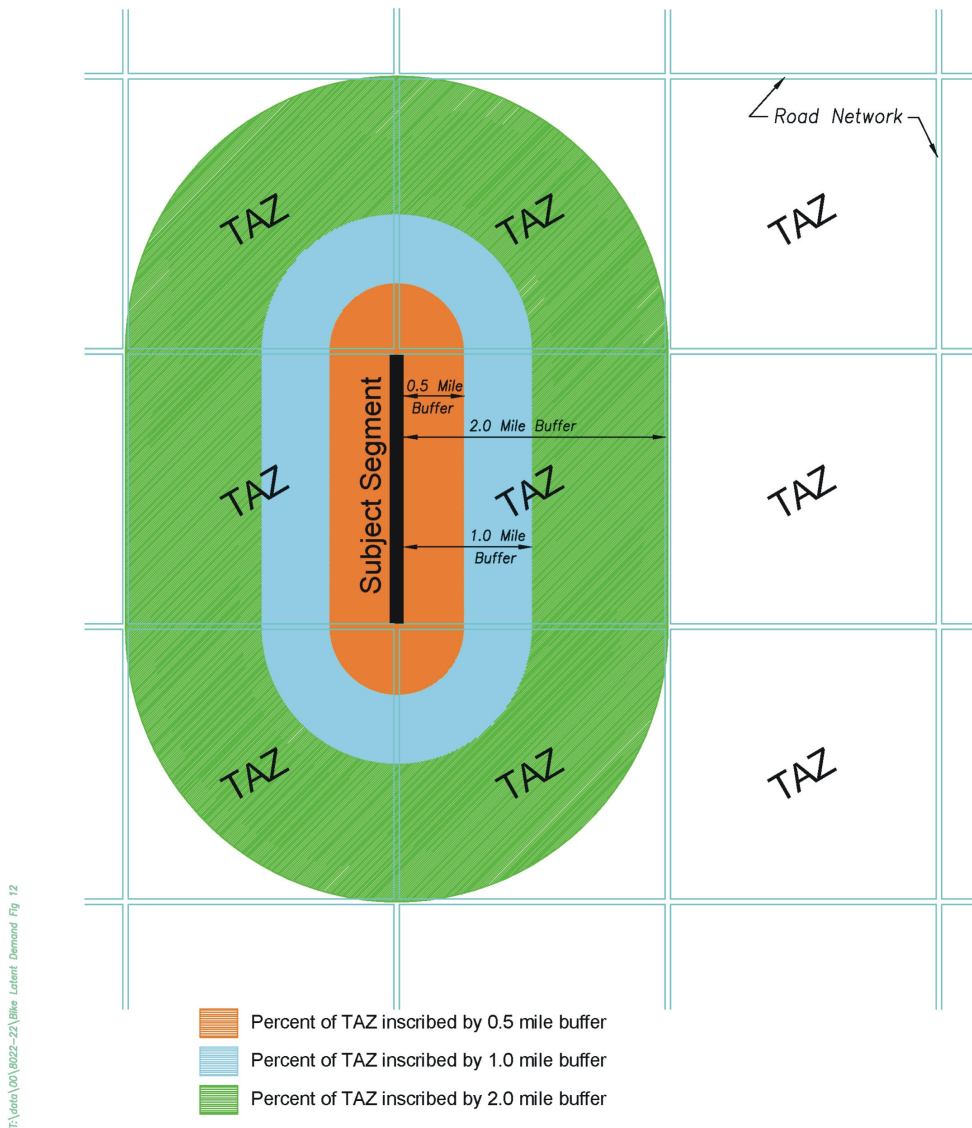 Road Network
TAZ
TAZ
TAZ
0.5 Mile
Buffer
2.0 Mile Buffer
Subject Segment
TAZ
TAZ
TAZ
1.0 Mile
Buffer
TAZ
TAZ
TAZ
T:\data\00\8022-22\Bike Latent Demand Fig 12
Percent of TAZ inscribed by 0.5 mile buffer
Percent of TAZ inscribed by 1.0 mile buffer
Percent of TAZ inscribed by 2.0 mile buffer